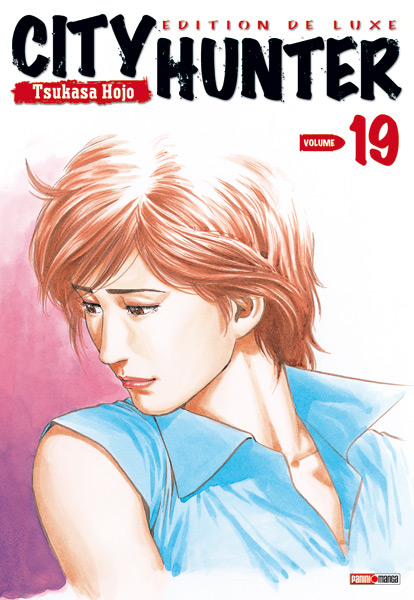 EDITION DE LUXE
CITY HUNTER
Tsukasa Hojo
VOLUME 19
PANINI MANGA